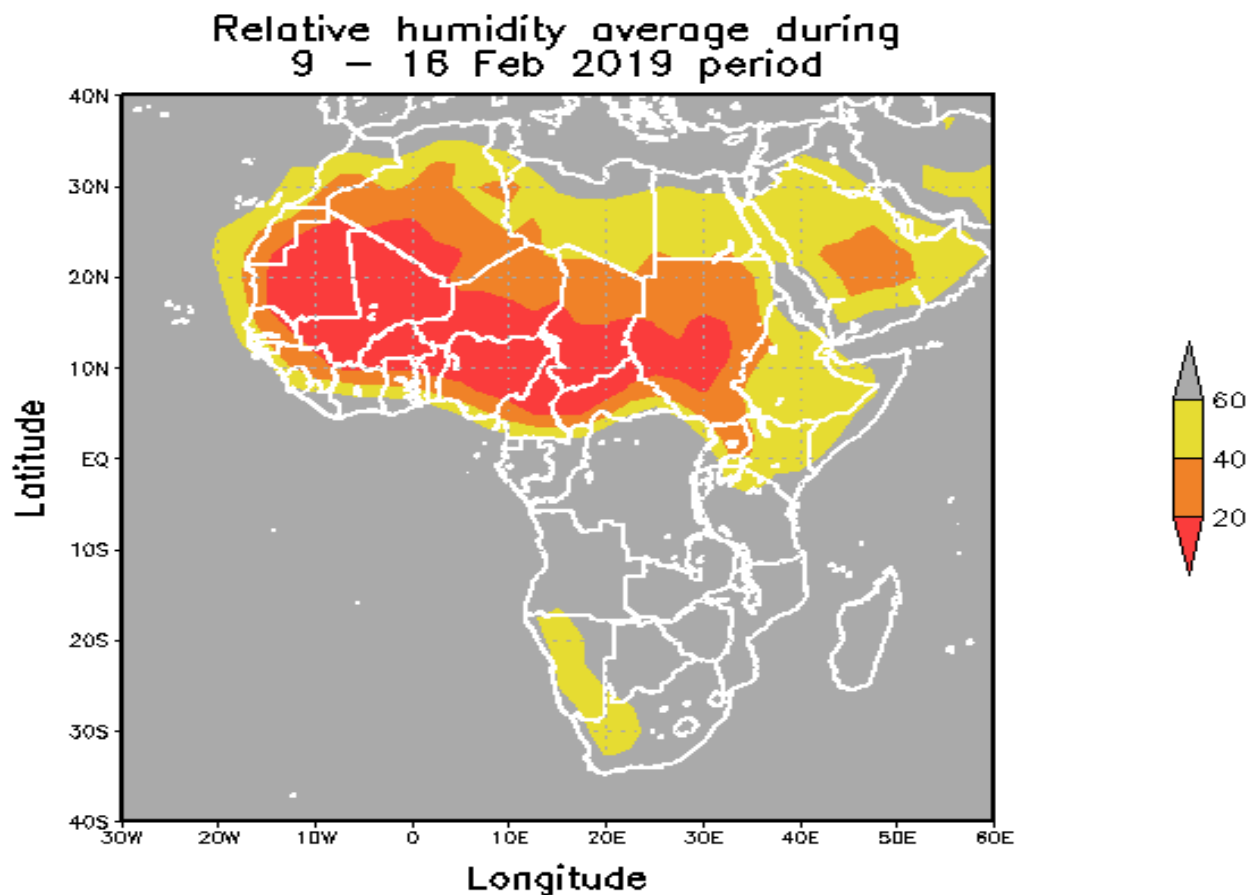 Relative humidity average during
9 – 16 Feb 2019 period
40N
30N
20N
10N
EQ
10S
20S
30S
40S
Latitude
30W 20W 10W 0 10E 20E 30E 40E 50E 60E
Longitude
60
40
20